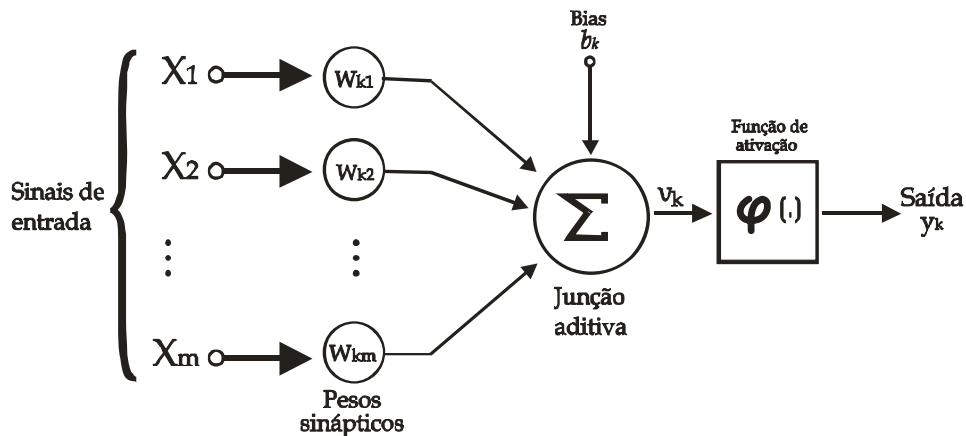 Sinais de
entrada
X1
X2
Xm
wk1
wk2
wkm
Pesos
sinápticos
Bias
bk
Σ
Junção
aditiva
vk
Função de
ativação
φ(.)
Saída
yk